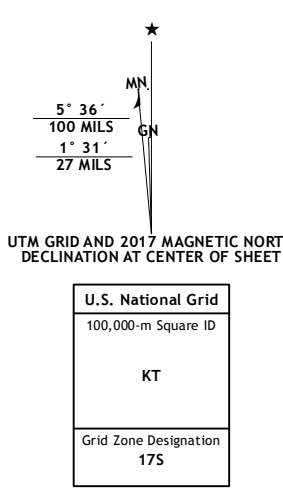 ★
MN.
5° 36´
100 MILS
GN
1° 31´
27 MILS
UTM GRID AND 2017 MAGNETIC NORT
DECLINATION AT CENTER OF SHEET
U.S. National Grid
100,000-m Square ID
KT
Grid Zone Designation
17S